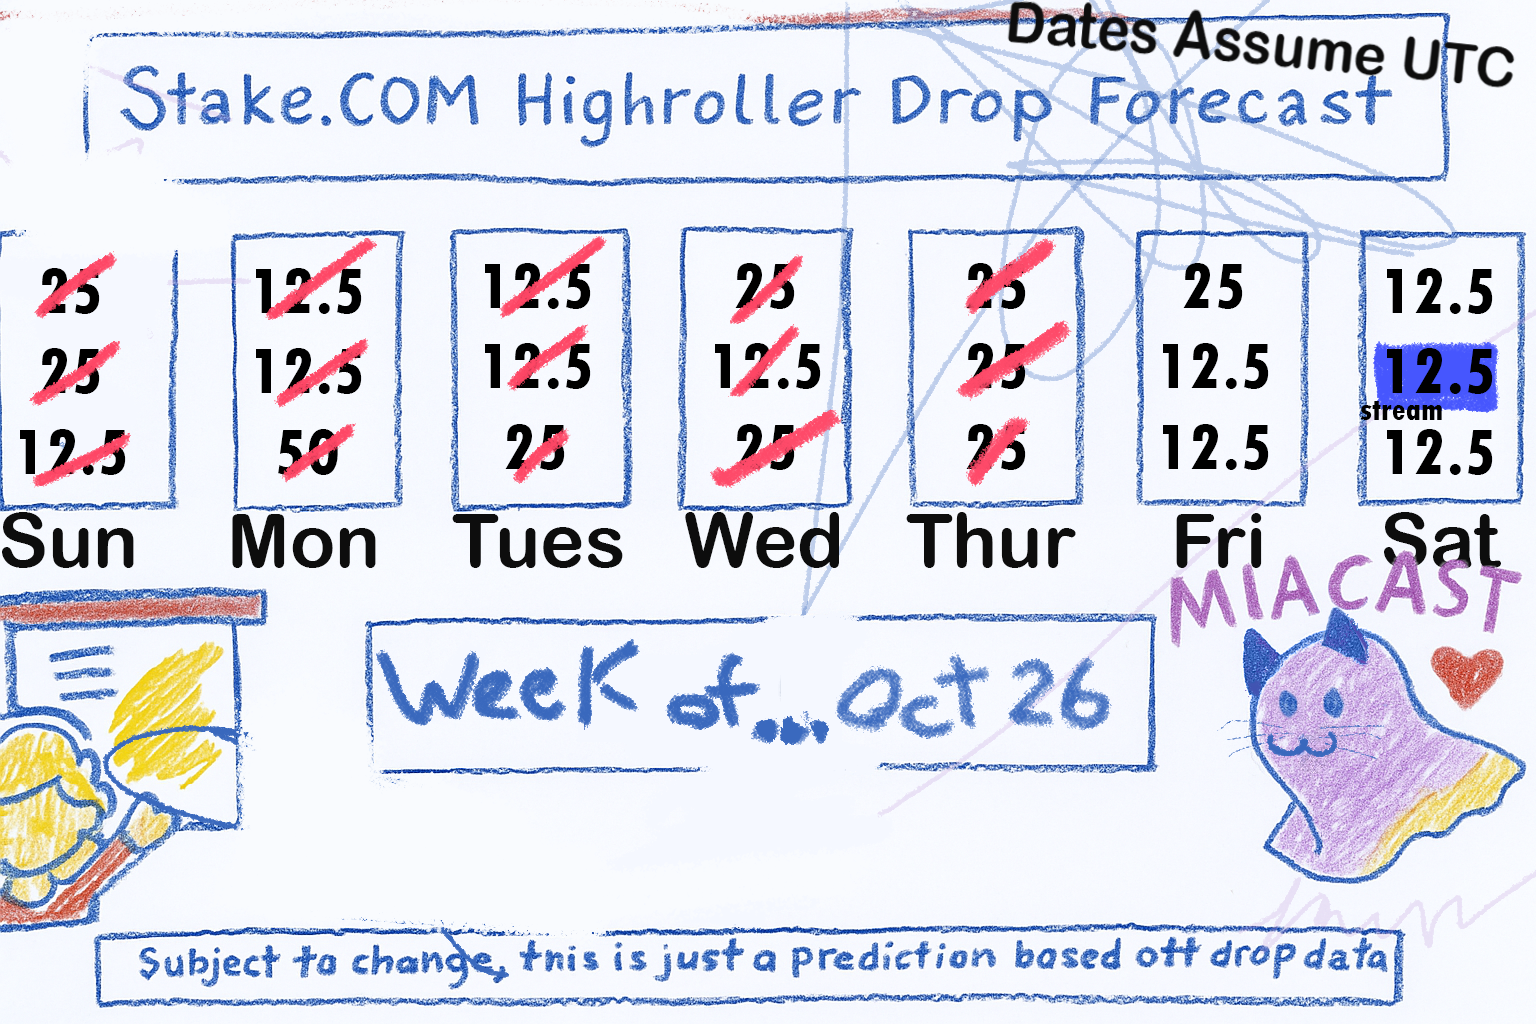 Dates Assume UTC
Stake.COM Highroller Drop Forecast
25 12.5 12.5 25 25 25 12.5
25 12.5 12.5 12.5 25 12.5 12.5
stream
12.5 50 25 25 25 12.5 12.5
Sun Mon Tues Wed Thur Fri Sat
MIACAST
Week of... Oct 26
Subject to change, tnis is just a prediction based off drop data